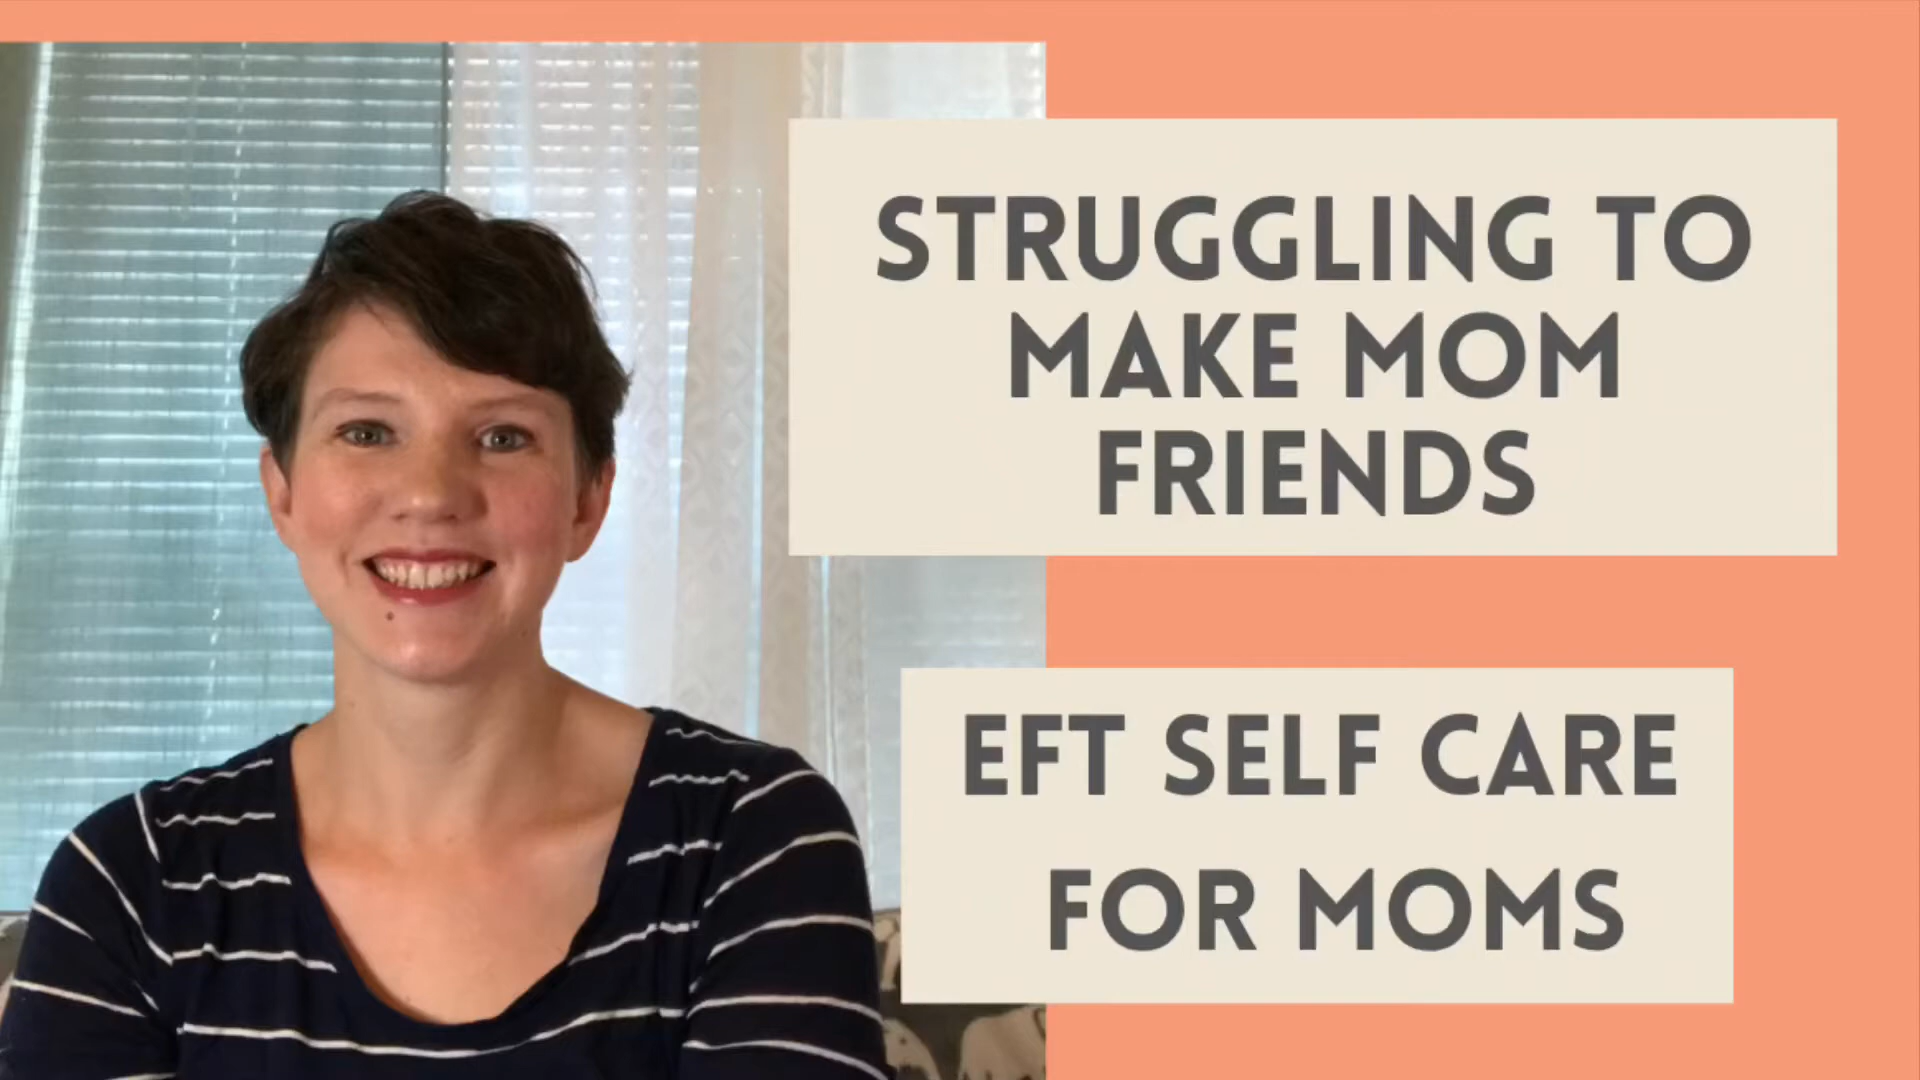 STRUGGLING TO
MAKE MOM
FRIENDS
EFT SELF CARE
FOR MOMS